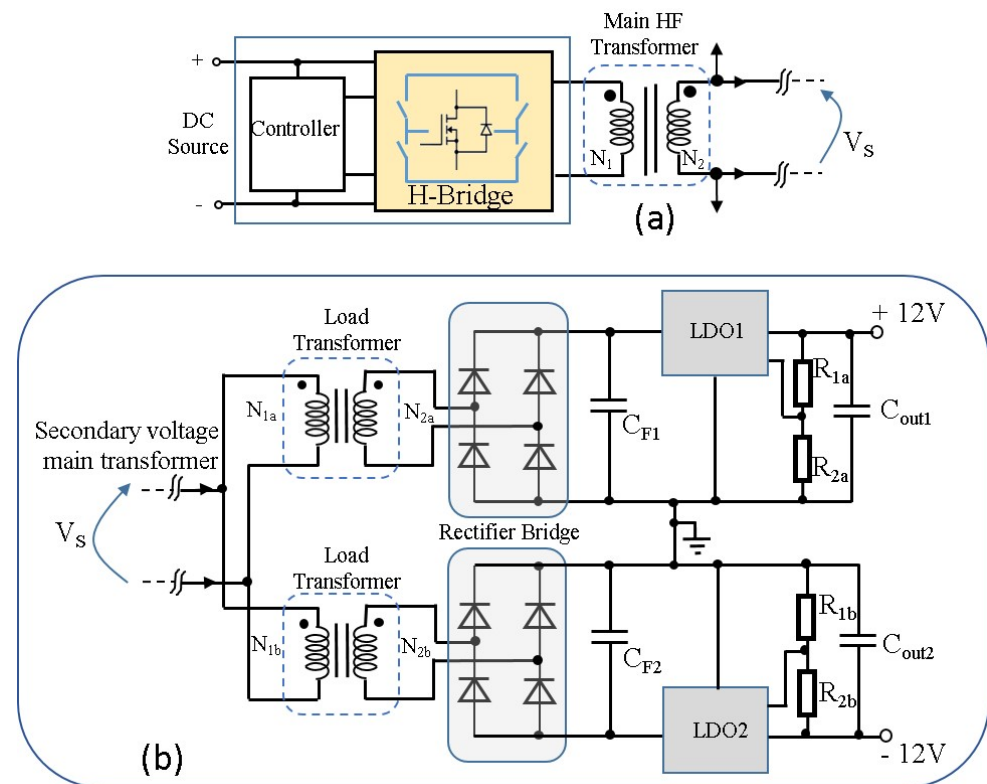 Main HF
Transformer
+
DC
Source
-
Controller
H-Bridge
N1
N2
VS
(a)
Load
Transformer
N1a
N2a
Secondary voltage
main transformer
VS
Rectifier Bridge
CF1
LDO1
+ 12V
R1a
R2a
Cout1
Load
Transformer
N1b
N2b
CF2
LDO2
R1b
R2b
Cout2
- 12V
(b)